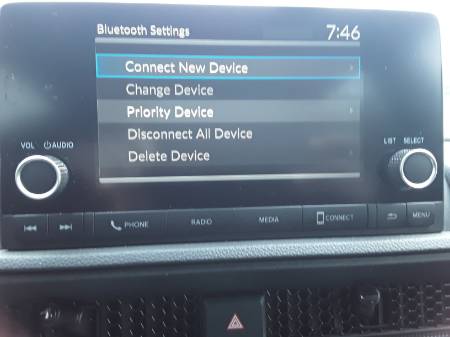 Bluetooth Settings 7:46
Connect New Device
Change Device
Priority Device
Disconnect All Device
Delete Device
VOL AUDIO
LIST SELECT
PHONE RADIO MEDIA CONNECT MENU